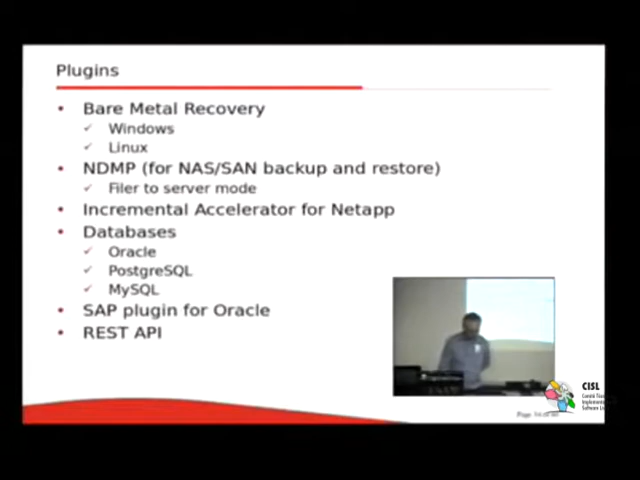 Plugins
Bare Metal Recovery
Windows
Linux
NDMP (for NAS/SAN backup and restore)
Filer to server mode
Incremental Accelerator for Netapp
Databases
Oracle
PostgreSQL
MySQL
SAP plugin for Oracle
REST API
CISL
Page